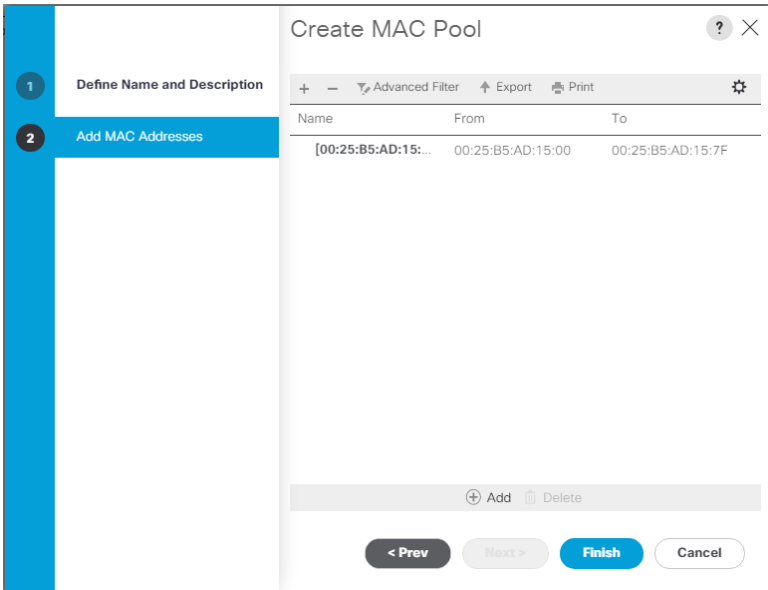 Create MAC Pool
?
1 Define Name and Description
2 Add MAC Addresses
+ − Advanced Filter Export Print
Name From To
[00:25:B5:AD:15:... 00:25:B5:AD:15:00 00:25:B5:AD:15:7F
Add Delete
< Prev Next > Finish Cancel